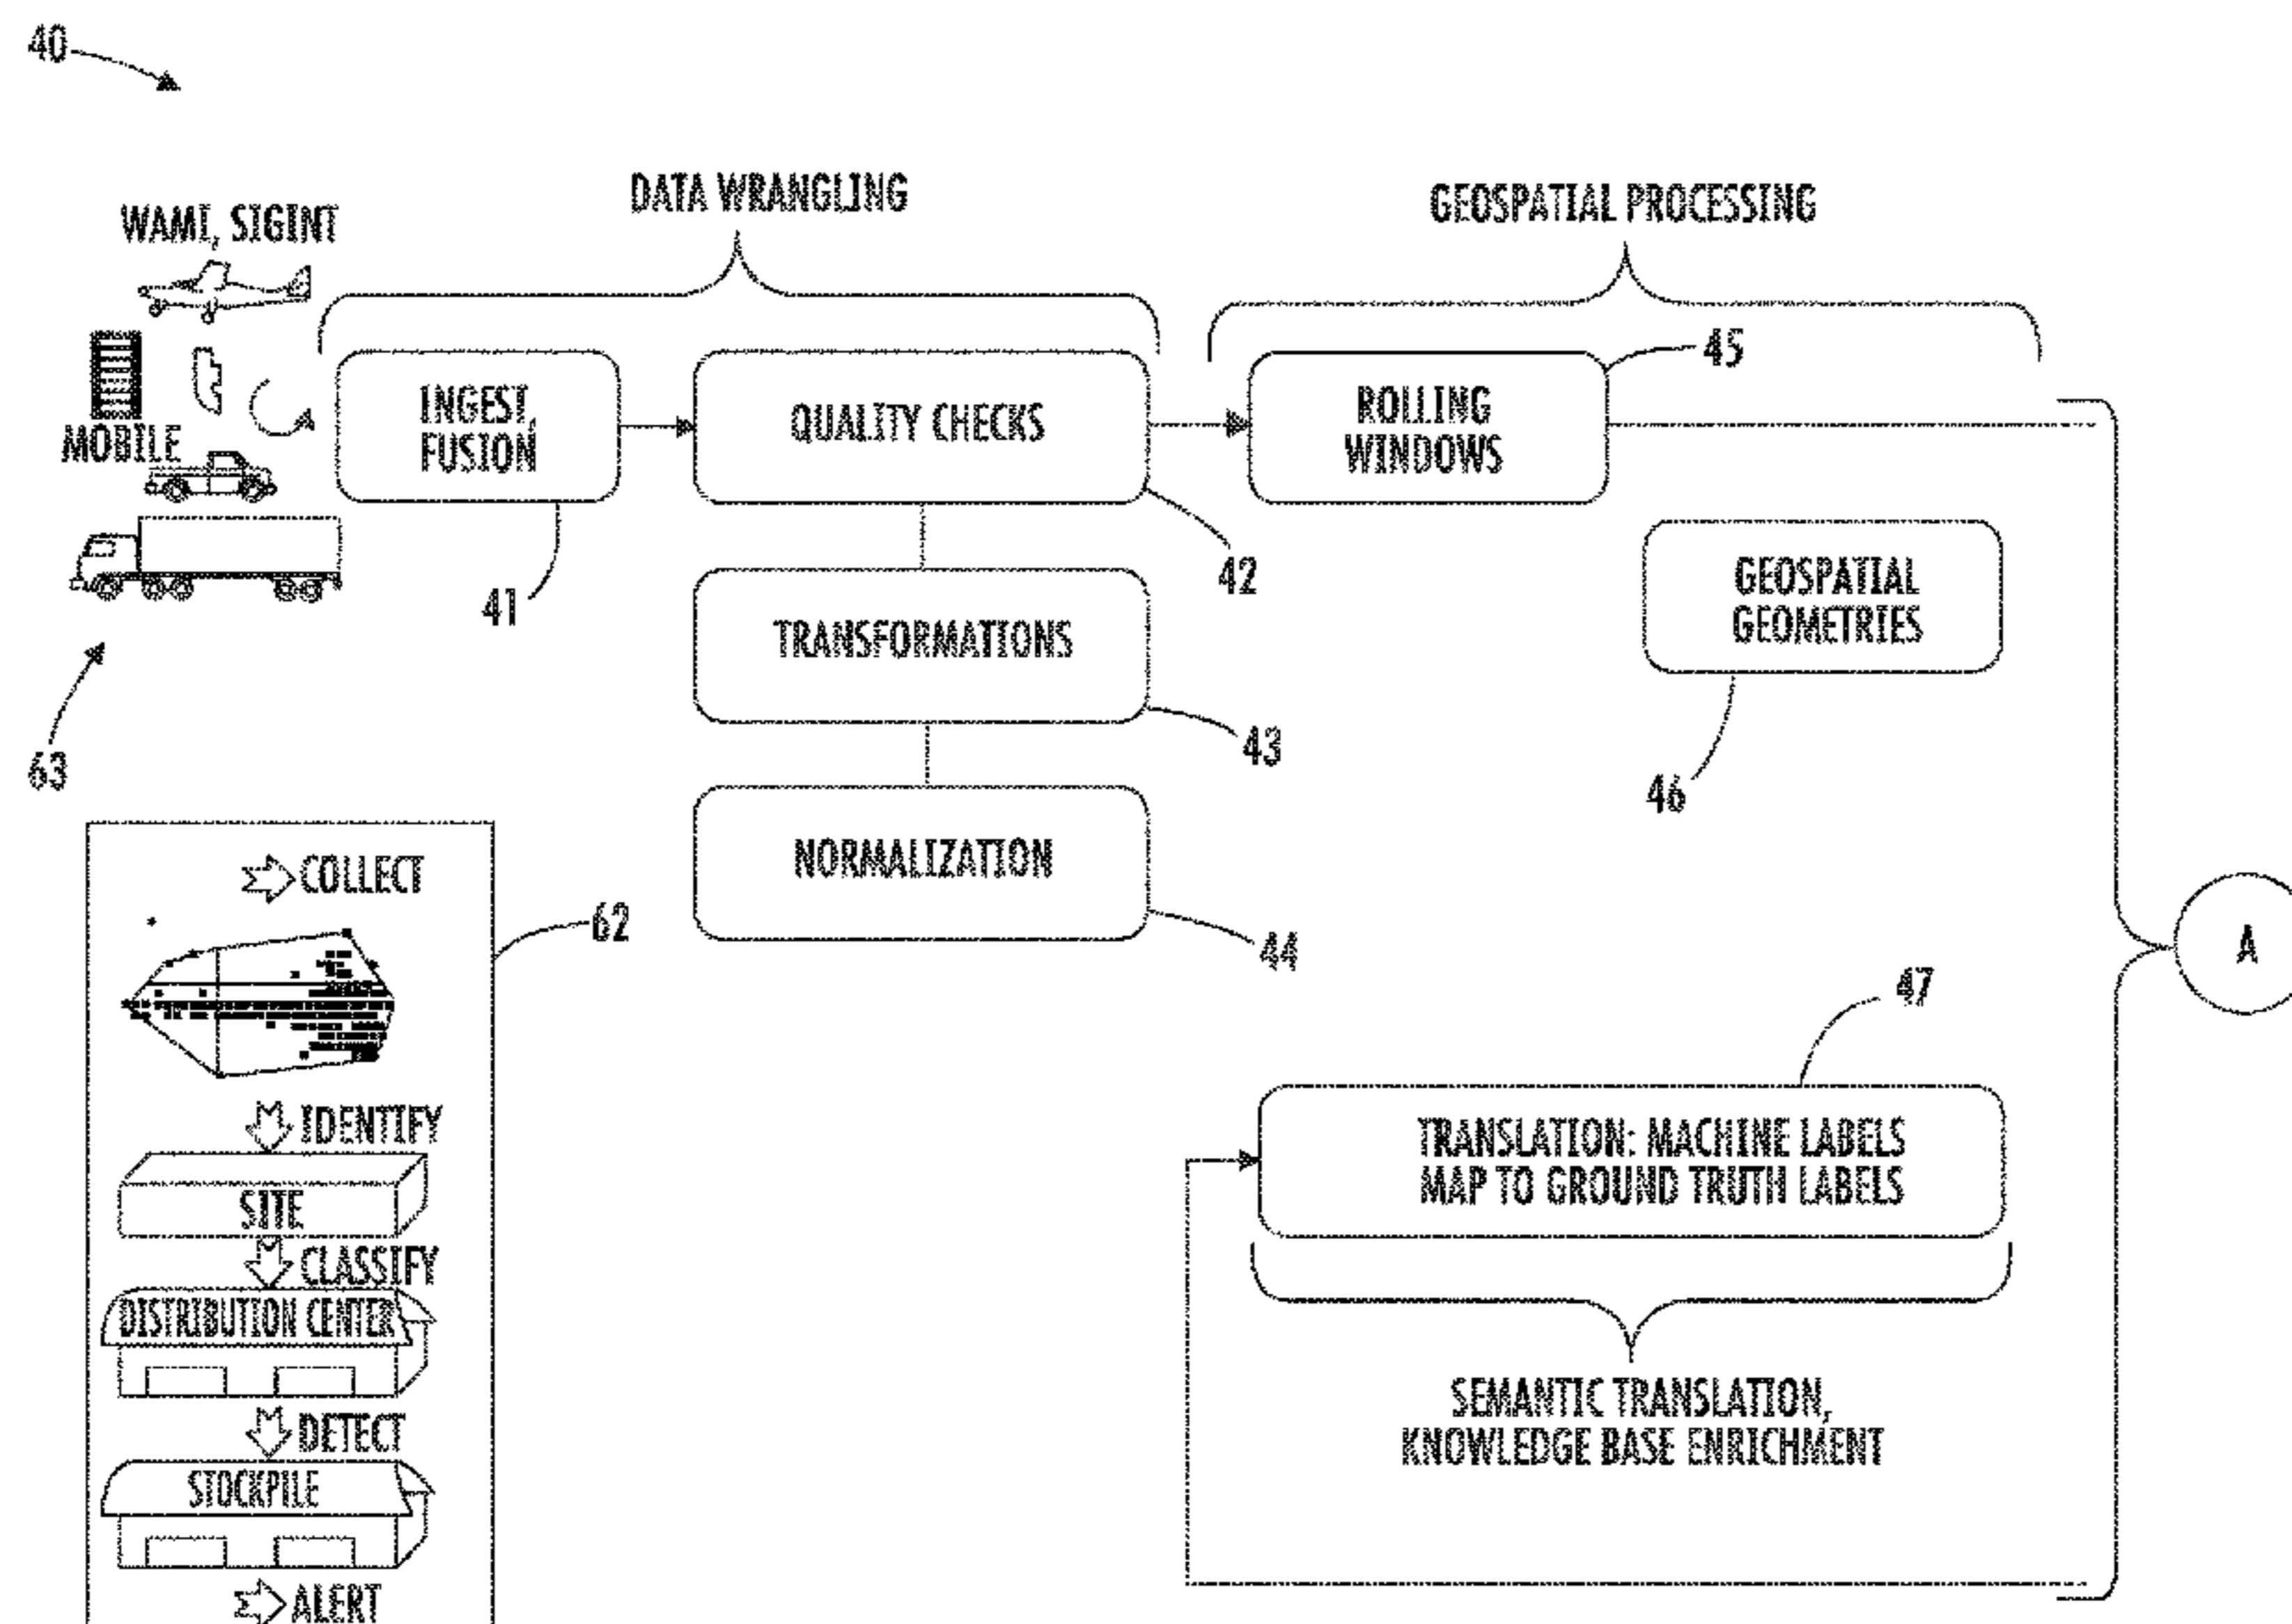 40
DATA WRANGLING
GEOSPATIAL PROCESSING
WAMI, SIGINT
45
INGEST,
FUSION
QUALITY CHECKS
ROLLING
WINDOWS
MOBILE
GEOSPATIAL
GEOMETRIES
41
42
TRANSFORMATIONS
43
63
46
NORMALIZATION
COLLECT
62
44
A
47
IDENTIFY
TRANSLATION: MACHINE LABELS
MAP TO GROUND TRUTH LABELS
SITE
CLASSIFY
DISTRIBUTION CENTER
SEMANTIC TRANSLATION,
KNOWLEDGE BASE ENRICHMENT
DETECT
STOCKPILE
ALERT